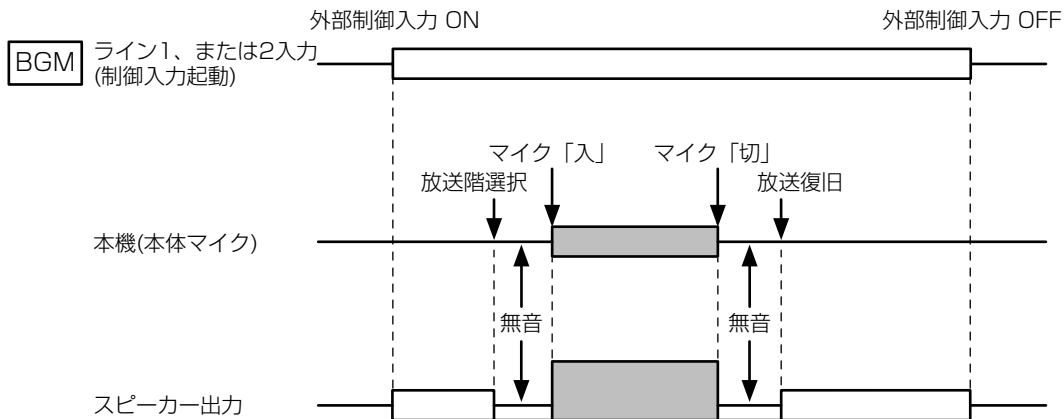 外部制御入力 ON
外部制御入力 OFF
BGM
ライン1、または2入力
(制御入力起動)
マイク「入」
マイク「切」
放送階選択
放送復旧
本機(本体マイク)
無音
無音
スピーカー出力